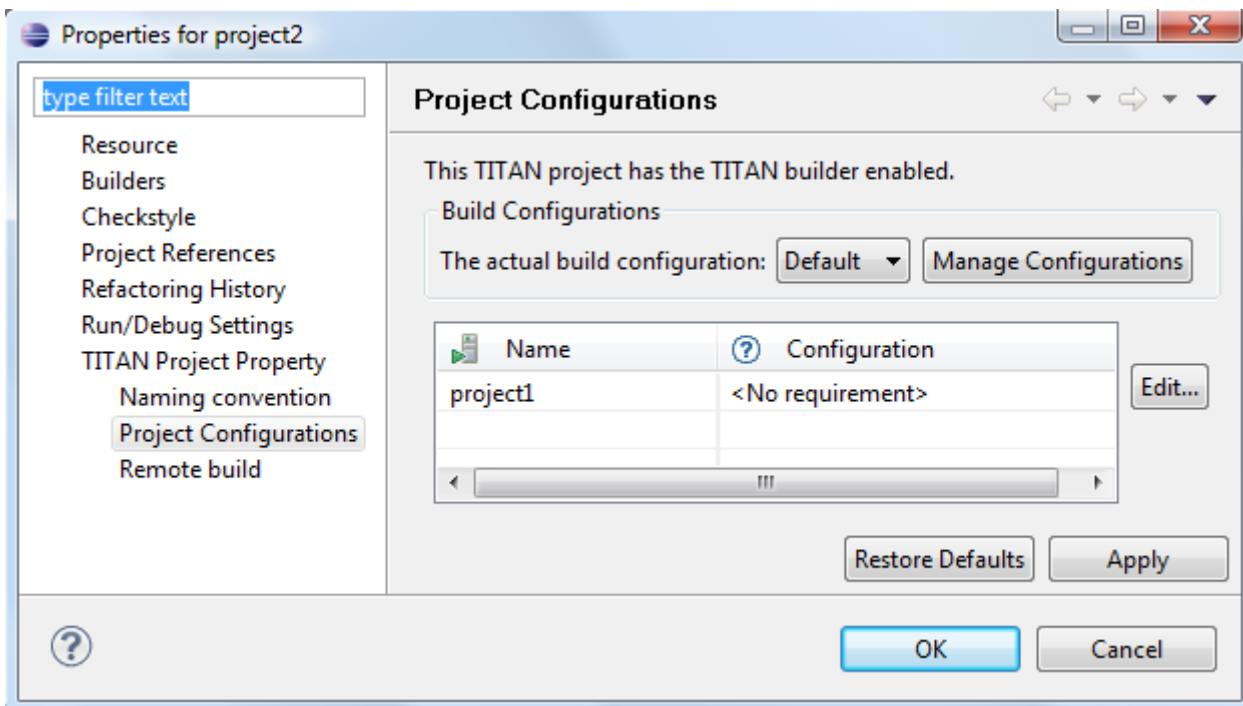 Properties for project2
type filter text
Resource
Builders
Checkstyle
Project References
Refactoring History
Run/Debug Settings
TITAN Project Property
Naming convention
Project Configurations
Remote build
Project Configurations
This TITAN project has the TITAN builder enabled.
Build Configurations
The actual build configuration: Default Manage Configurations
Name Configuration
project1 <No requirement>
Edit...
Restore Defaults Apply
OK Cancel